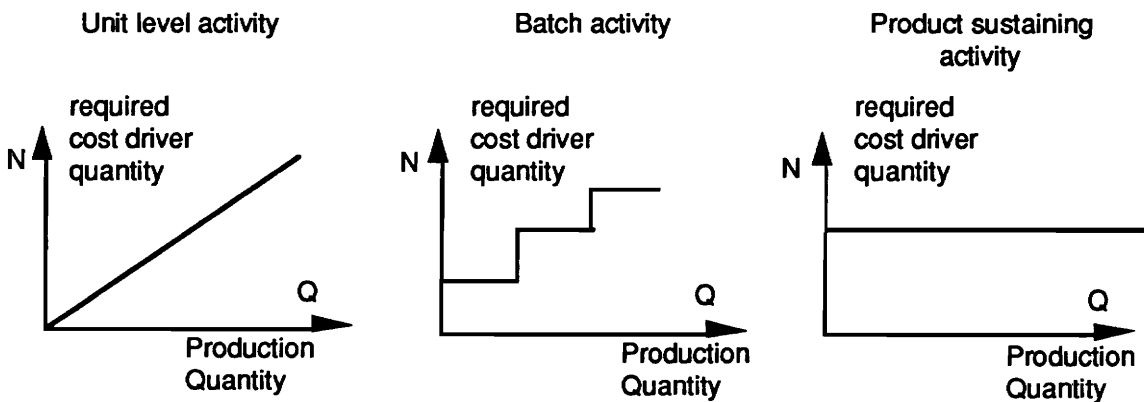 Unit level activity
required
cost driver
quantity
N
Q
Production
Quantity
Batch activity
required
cost driver
quantity
N
Q
Production
Quantity
Product sustaining
activity
required
cost driver
quantity
N
Q
Production
Quantity